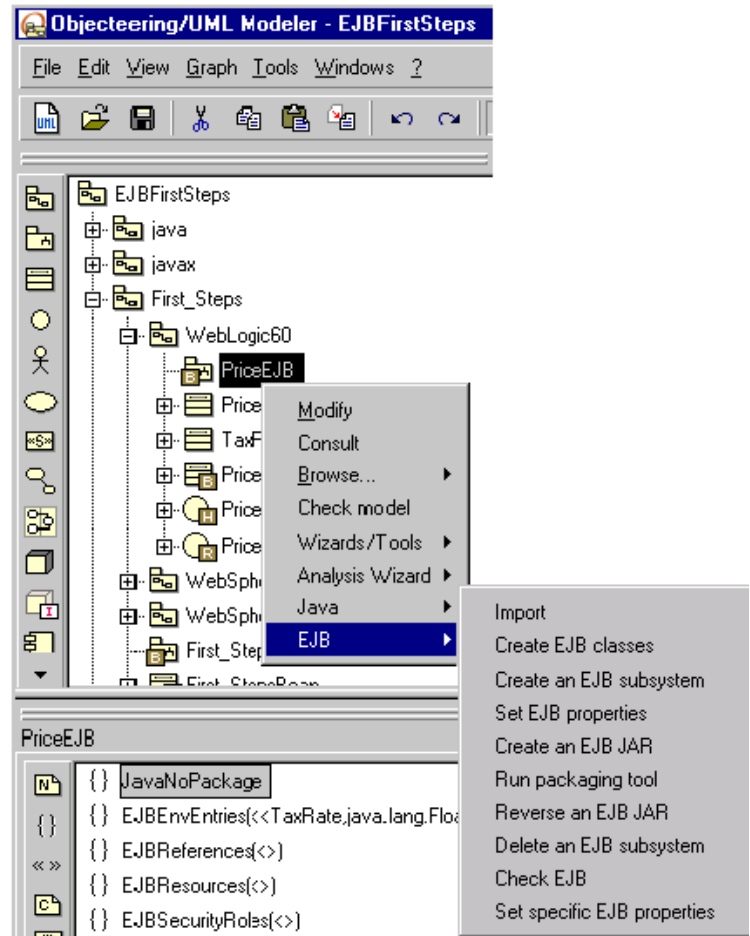 Objecteering/UML Modeler - EJBFirstSteps
File Edit View Graph Tools Windows ?
UML
EJBFirstSteps
java
javax
First_Steps
WebLogic60
B PriceEJB
Price
TaxF
B Price
H Price
R Price
WebSph
WebSph
B First_Step
First_StepsBean
«S»
I
Modify
Consult
Browse...
Check model
Wizards/Tools
Analysis Wizard
Java
EJB
Import
Create EJB classes
Create an EJB subsystem
Set EJB properties
Create an EJB JAR
Run packaging tool
Reverse an EJB JAR
Delete an EJB subsystem
Check EJB
Set specific EJB properties
PriceEJB
N
{ }
« »
C
{ } JavaNoPackage
{ } EJBEnvEntries(<<TaxRate,java.lang.Floa
{ } EJBReferences(<>)
{ } EJBResources(<>)
{ } EJBSecurityRoles(<>)